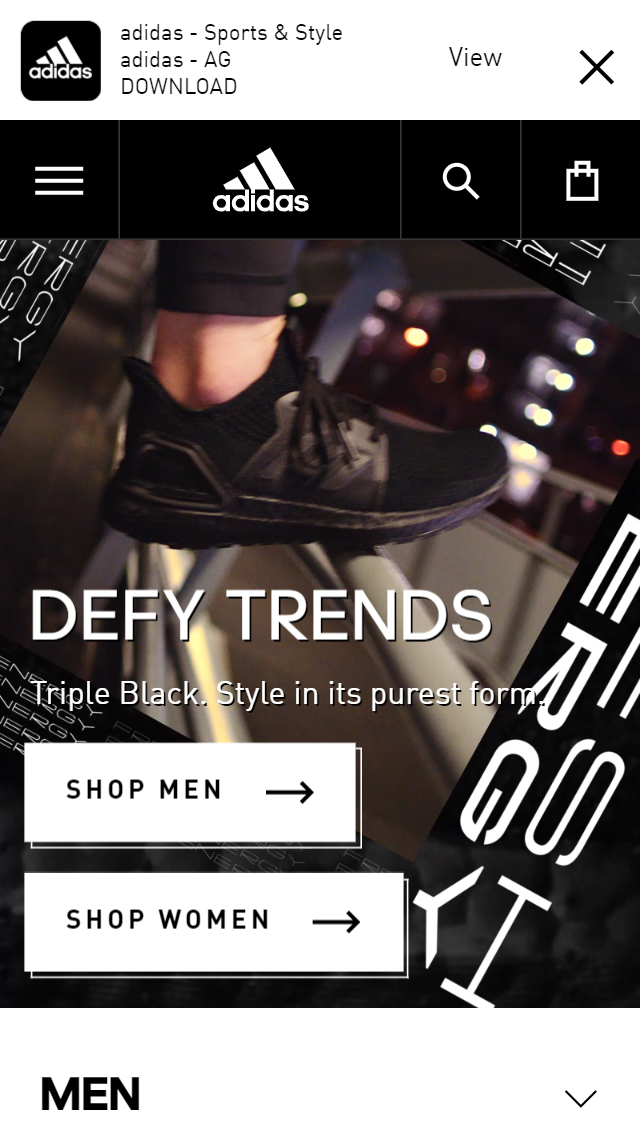 adidas - Sports & Style
adidas
adidas - AG
View
DOWNLOAD
adidas
DEFY TRENDS
Triple Black. Style in its purest form.
SHOP MEN
SHOP WOMEN
MEN